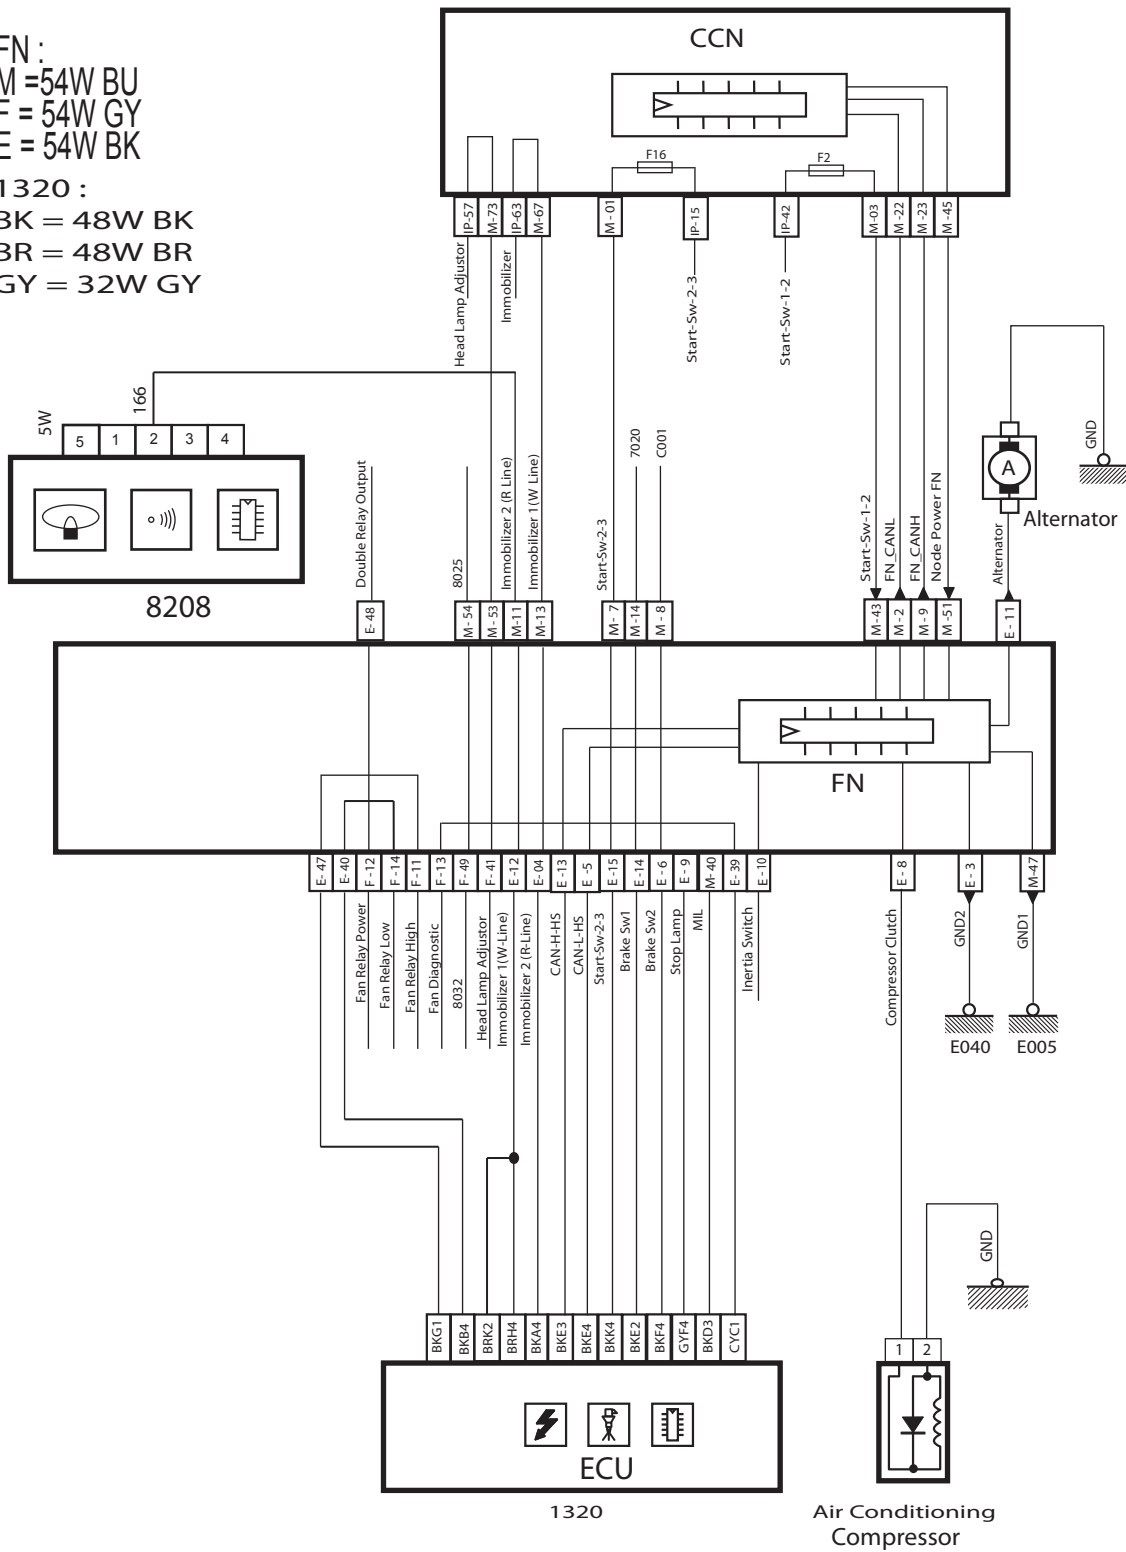 CCN
FN :
M =54W BU
F = 54W GY
E = 54W BK
1320 :
BK = 48W BK
BR = 48W BR
GY = 32W GY
F16
F2
IP-57
M-73
IP-63
M-67
M - 01
IP-15
IP-42
M-03
M -22
M -23
M -45
Head Lamp Adjustor
Immobilizer
Start-Sw-2-3
Start-Sw-1-2
5W
166
5
1
2
3
4
8208
Double Relay Output
8025
Immobilizer 2 (R Line)
Immobilizer 1(W Line)
Start-Sw-2-3
7020
C001
Start-Sw-1-2
FN_CANL
FN_CANH
Node Power FN
Alternator
GND
A
Alternator
E- 48
M - 54
M - 53
M-11
M-13
M - 7
M -14
M - 8
M -43
M - 2
M - 9
M -51
E - 11
FN
E- 47
E- 40
F -12
F -14
F -11
F -13
F- 49
F- 41
E -12
E- 04
E -13
E -5
E -15
E -14
E - 6
E - 9
M- 40
E- 39
E -10
E - 8
E - 3
M-47
Fan Relay Power
Fan Relay Low
Fan Relay High
Fan Diagnostic
8032
Head Lamp Adjustor
Immobilizer 1(W-Line)
Immobilizer 2 (R-Line)
CAN-H-HS
CAN-L-HS
Start-Sw-2-3
Brake Sw1
Brake Sw2
Stop Lamp
MIL
Inertia Switch
Compressor Clutch
GND2
GND1
E040
E005
GND
BKG1
BKB4
BRK2
BRH4
BKA4
BKE3
BKE4
BKK4
BKE2
BKF4
GYF4
BKD3
CYC1
1
2
ECU
1320
Air Conditioning
Compressor